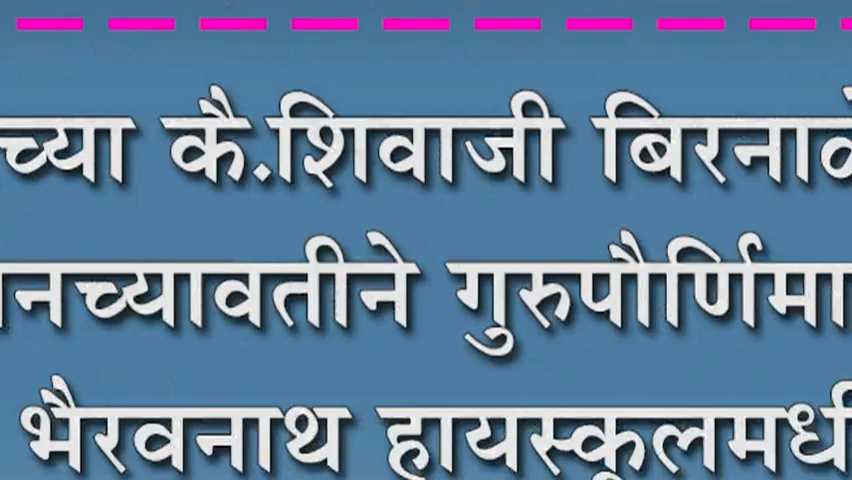 च्या कै.शिवाजी बिरना
नच्यावतीने गुरुपौर्णिमा
भैरवनाथ हायस्कूलमधी